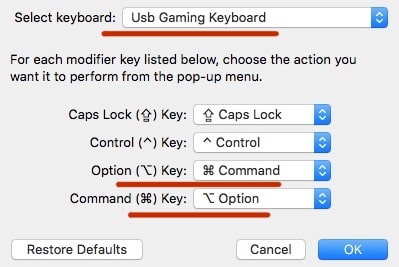 Select keyboard: Usb Gaming Keyboard
For each modifier key listed below, choose the action you
want it to perform from the pop-up menu.
Caps Lock (⇪) Key: ⇪ Caps Lock
Control (^) Key: ^ Control
Option (⌥) Key: ⌘ Command
Command (⌘) Key: ⌥ Option
Restore Defaults Cancel OK